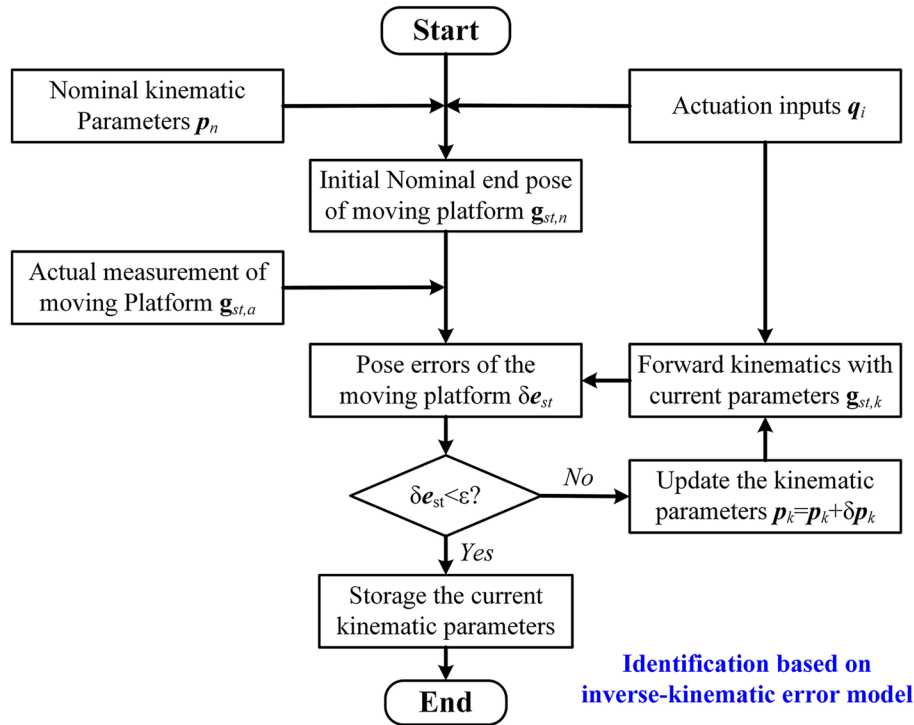 Start
Nominal kinematic
Parameters pn
Actuation inputs qi
Initial Nominal end pose
of moving platform gst,n
Actual measurement of
moving Platform gst,a
Pose errors of the
moving platform δest
Forward kinematics with
current parameters gst,k
δest<ε?
No
Update the kinematic
parameters pk=pk+δpk
Yes
Storage the current
kinematic parameters
Identification based on
inverse-kinematic error model
End